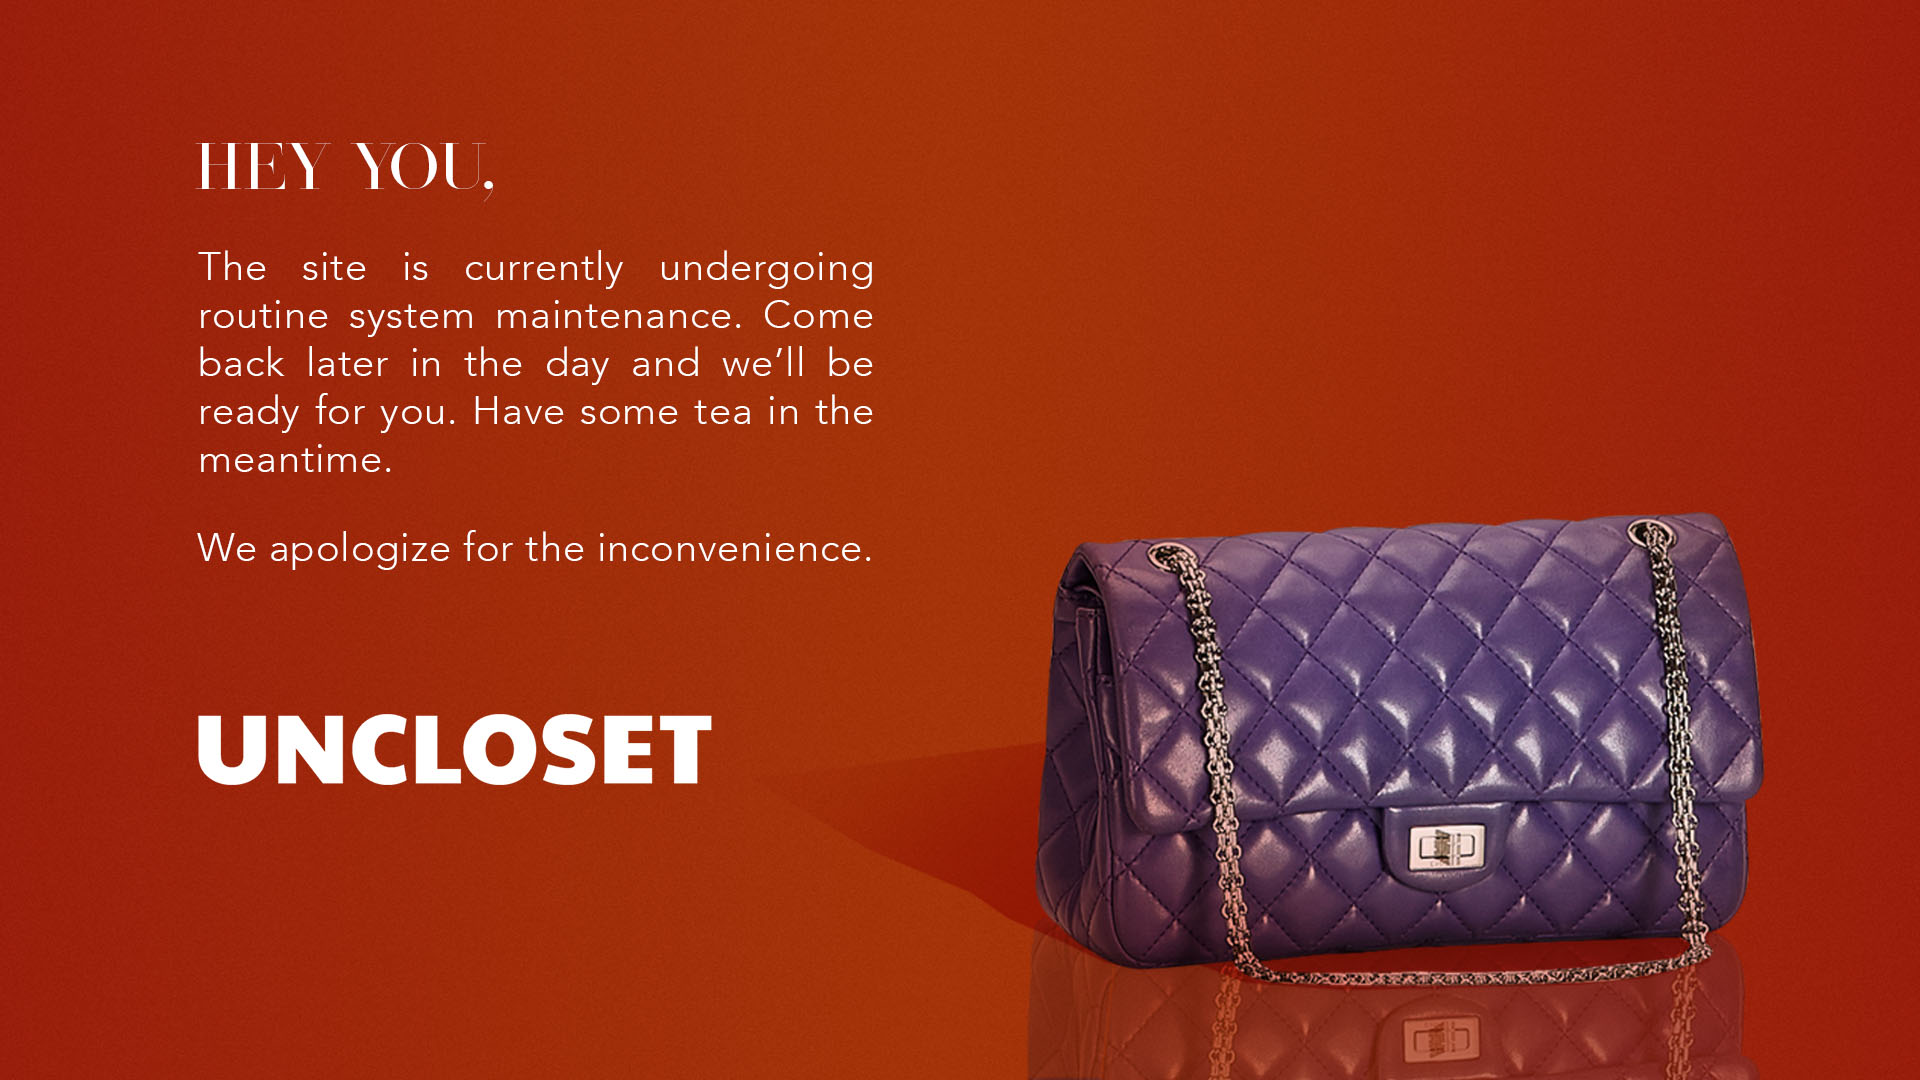 HEY YOU,
The site is currently undergoing
routine system maintenance. Come
back later in the day and we’ll be
ready for you. Have some tea in the
meantime.
We apologize for the inconvenience.
UNCLOSET